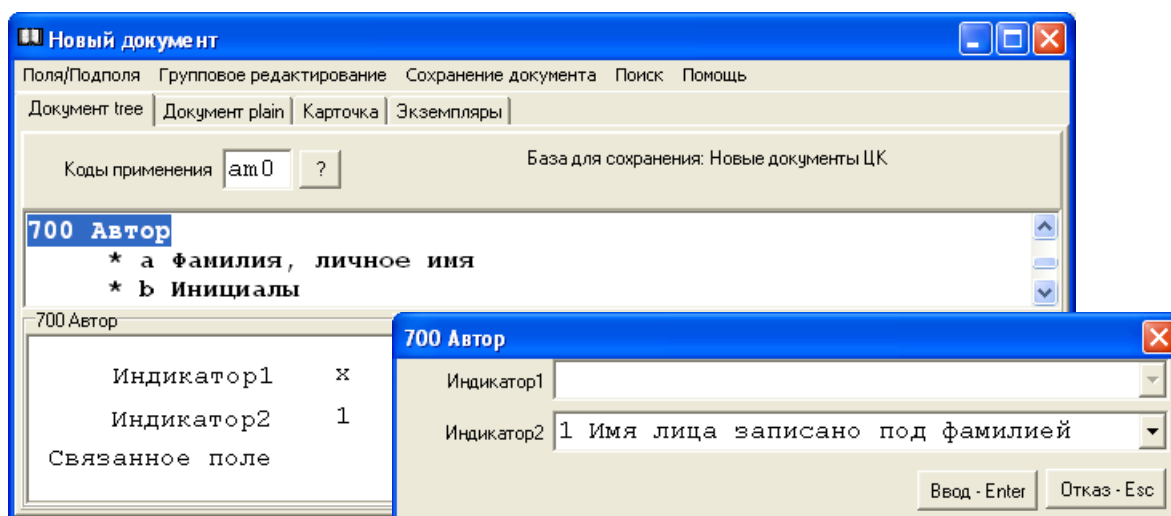 Новый документ
Поля/Подполя Групповое редактирование Сохранение документа Поиск Помощь
Документ tree Документ plain Карточка Экземпляры
Коды применения am0 ? База для сохранения: Новые документы ЦК
700 Автор
* a Фамилия, личное имя
* b Инициалы
700 Автор
Индикатор1 x
Индикатор2 1
Связанное поле
700 Автор
Индикатор1
Индикатор2 1 Имя лица записано под фамилией
Ввод - Enter Отказ - Esc